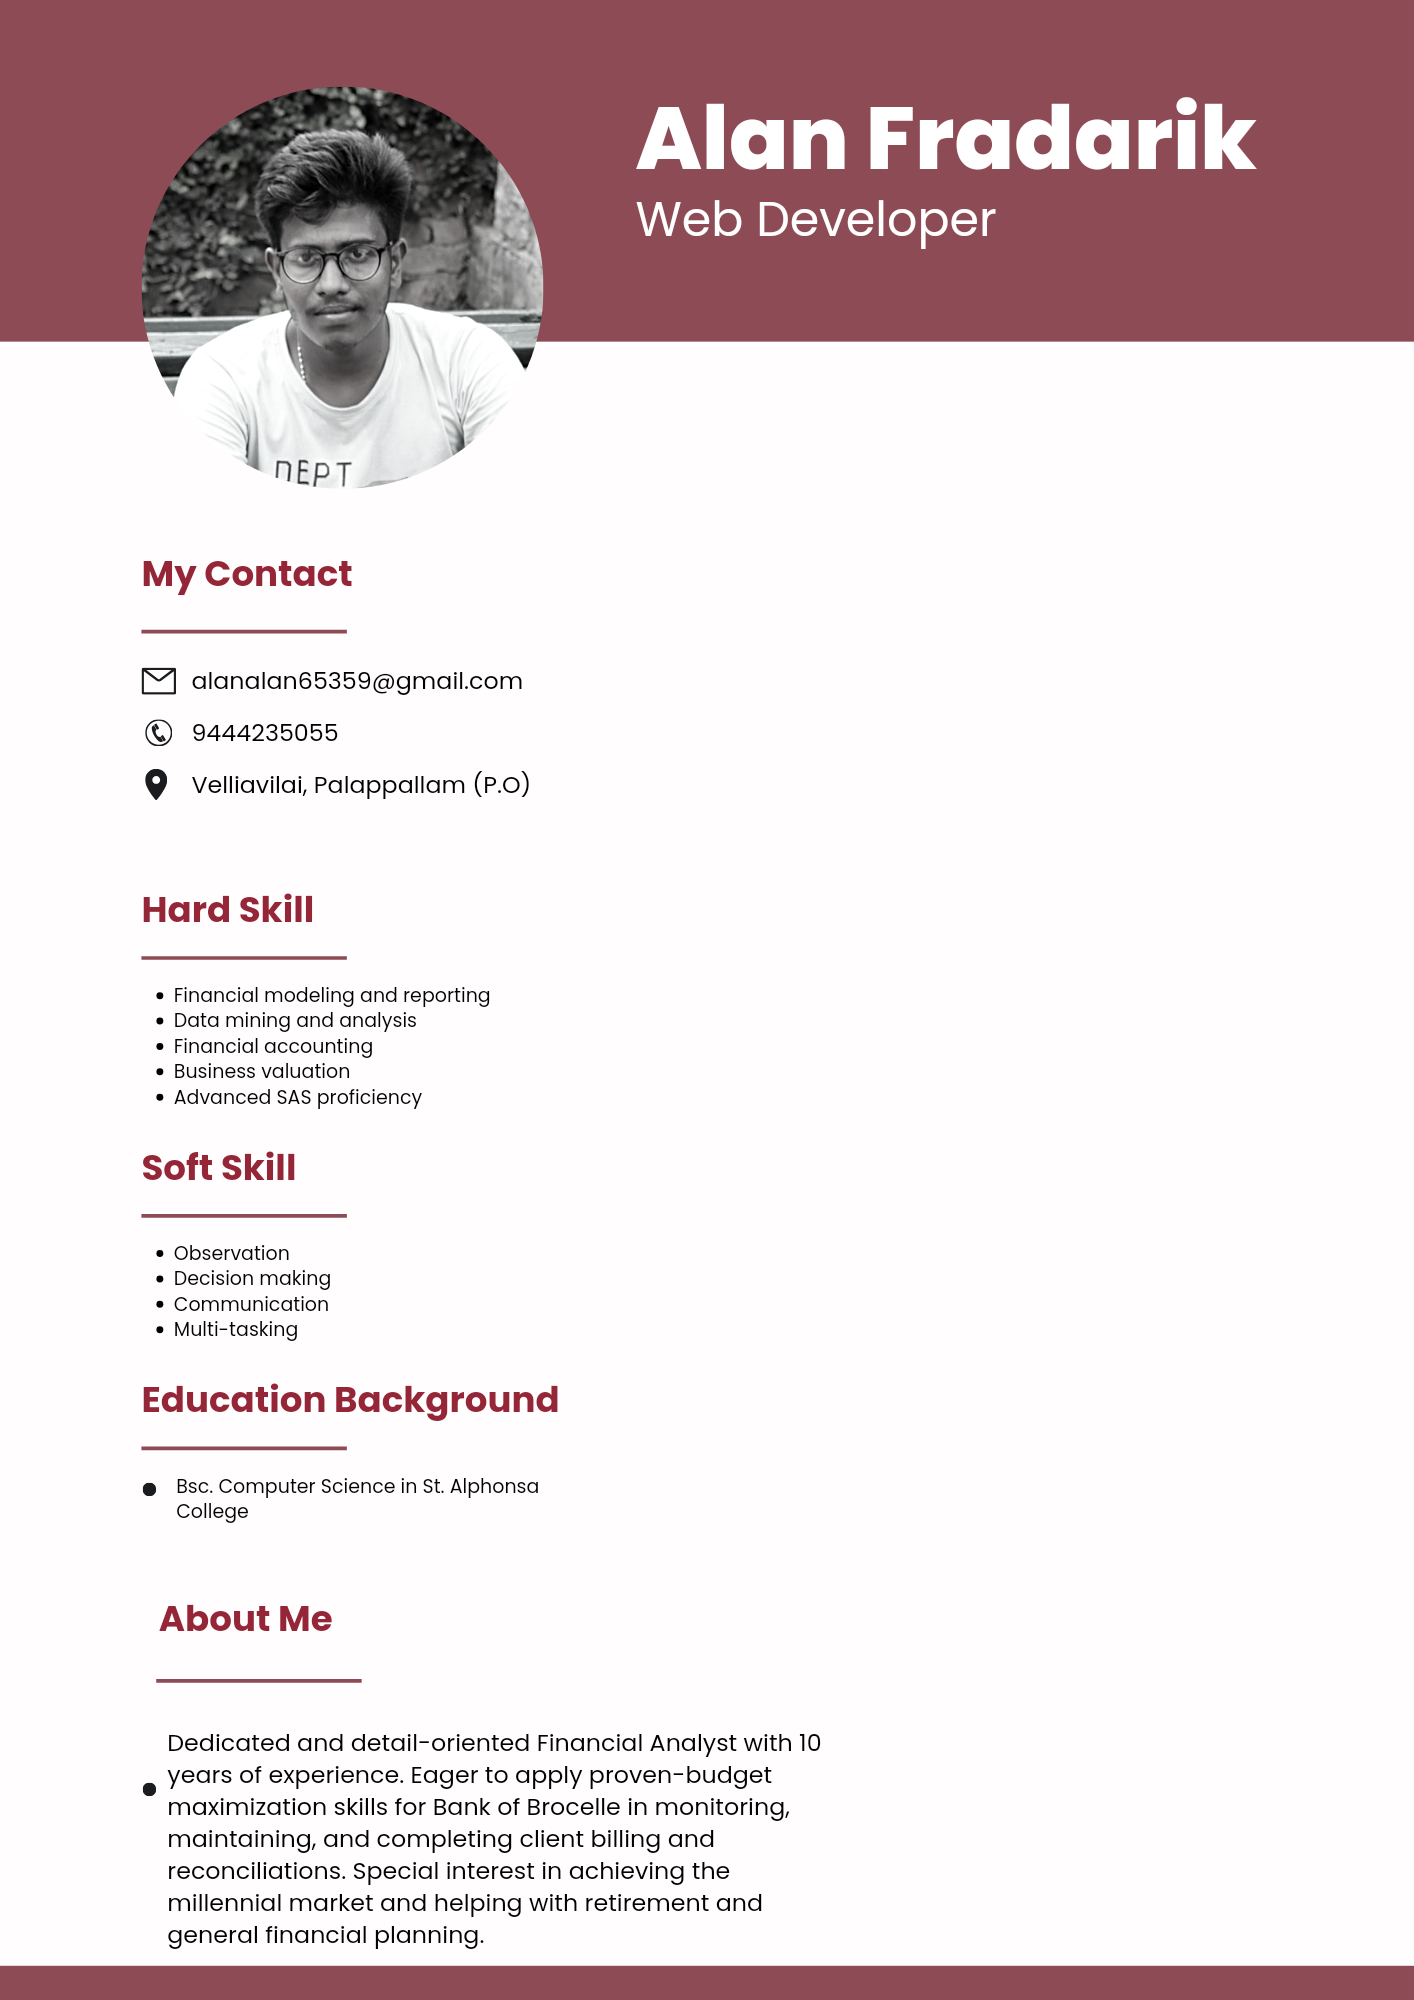 Alan Fradarik
Web Developer
DEPT
My Contact
alanalan65359@gmail.com
9444235055
Velliavilai, Palappallam (P.O)
Hard Skill
Financial modeling and reporting
Data mining and analysis
Financial accounting
Business valuation
Advanced SAS proficiency
Soft Skill
Observation
Decision making
Communication
Multi-tasking
Education Background
Bsc. Computer Science in St. Alphonsa
College
About Me
Dedicated and detail-oriented Financial Analyst with 10
years of experience. Eager to apply proven-budget
maximization skills for Bank of Brocelle in monitoring,
maintaining, and completing client billing and
reconciliations. Special interest in achieving the
millennial market and helping with retirement and
general financial planning.